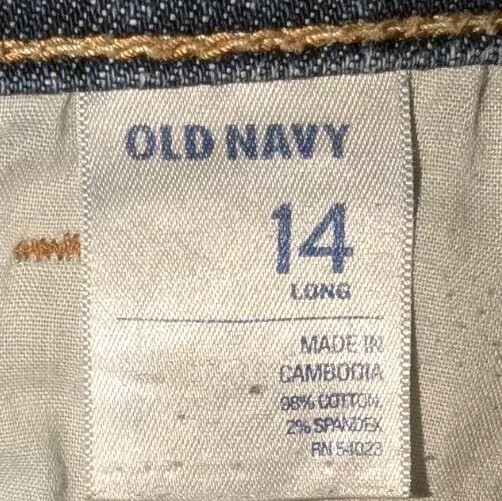 OLD NAVY
14
LONG
MADE IN
CAMBODIA
98% COTTON,
2% SPANDEX
RN 54023